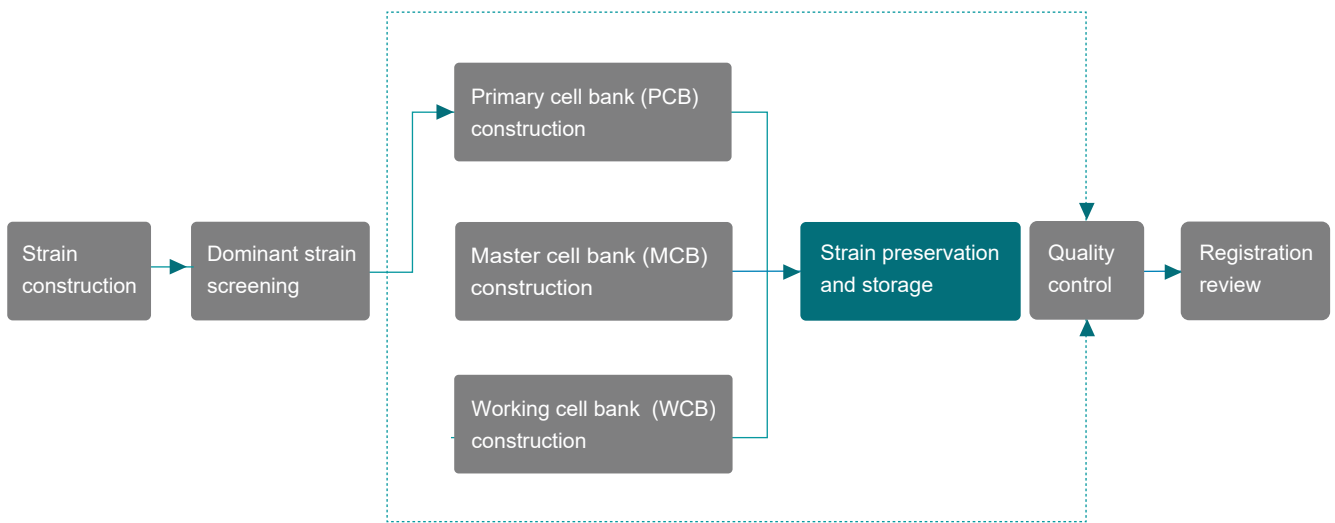 Strain
construction
Dominant strain
screening
Primary cell bank (PCB)
construction
Master cell bank (MCB)
construction
Working cell bank  (WCB)
construction
Strain preservation
and storage
Quality
control
Registration
review